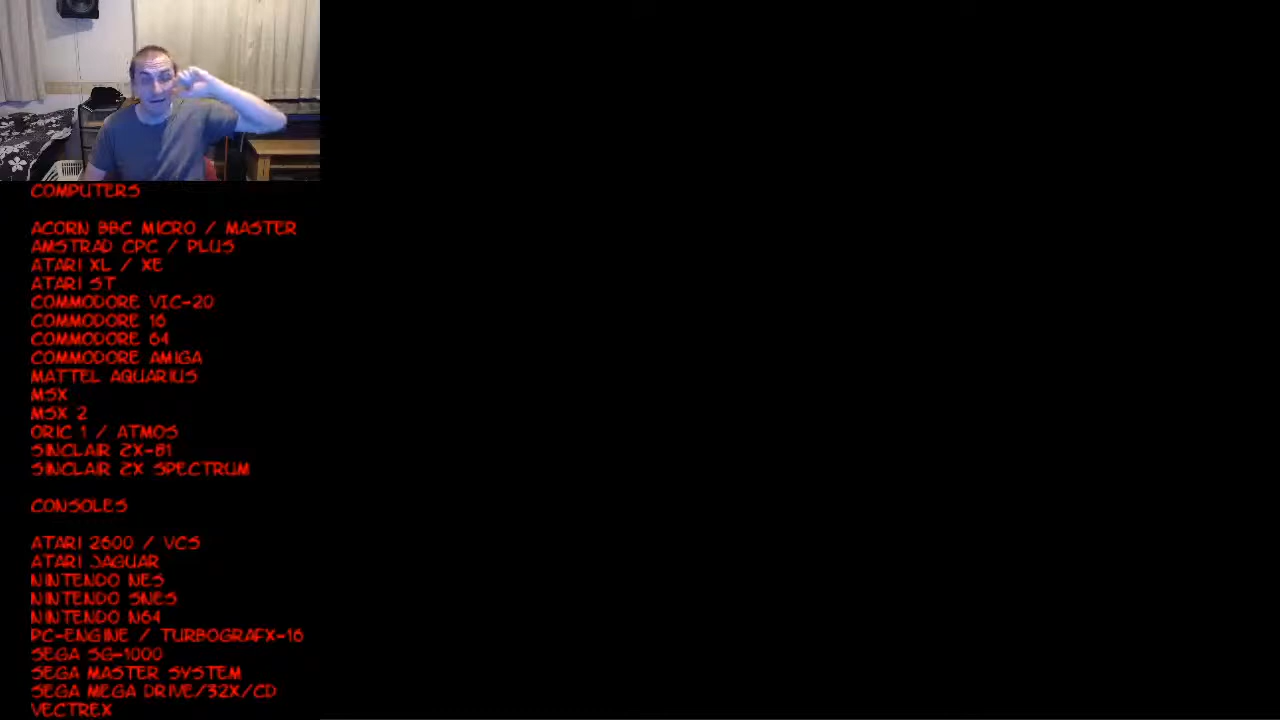 COMPUTERS
ACORN BBC MICRO / MASTER
AMSTRAD CPC / PLUS
ATARI XL / XE
ATARI ST
COMMODORE VIC-20
COMMODORE 16
COMMODORE 64
COMMODORE AMIGA
MATTEL AQUARIUS
MSX
MSX 2
ORIC 1 / ATMOS
SINCLAIR ZX-81
SINCLAIR ZX SPECTRUM
CONSOLES
ATARI 2600 / VCS
ATARI JAGUAR
NINTENDO NES
NINTENDO SNES
NINTENDO N64
PC-ENGINE / TURBOGRAFX-16
SEGA SG-1000
SEGA MASTER SYSTEM
SEGA MEGA DRIVE/32X/CD
VECTREX